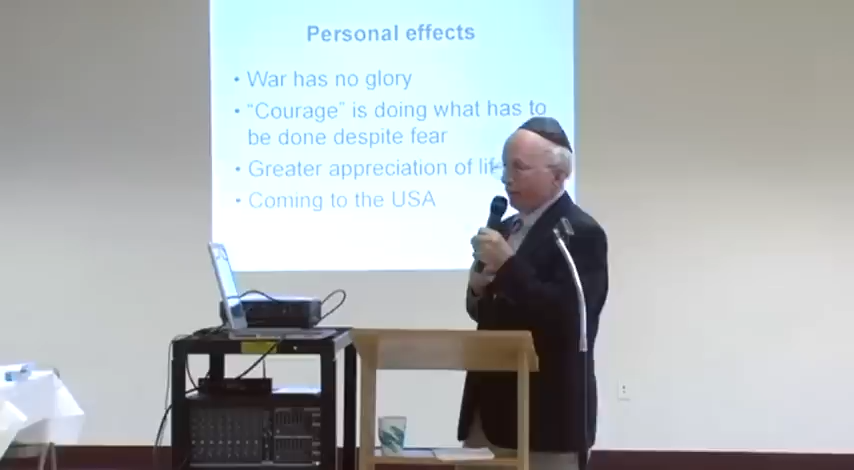 Personal effects
• War has no glory
• “Courage” is doing what has to
be done despite fear
• Greater appreciation of
• Coming to the USA